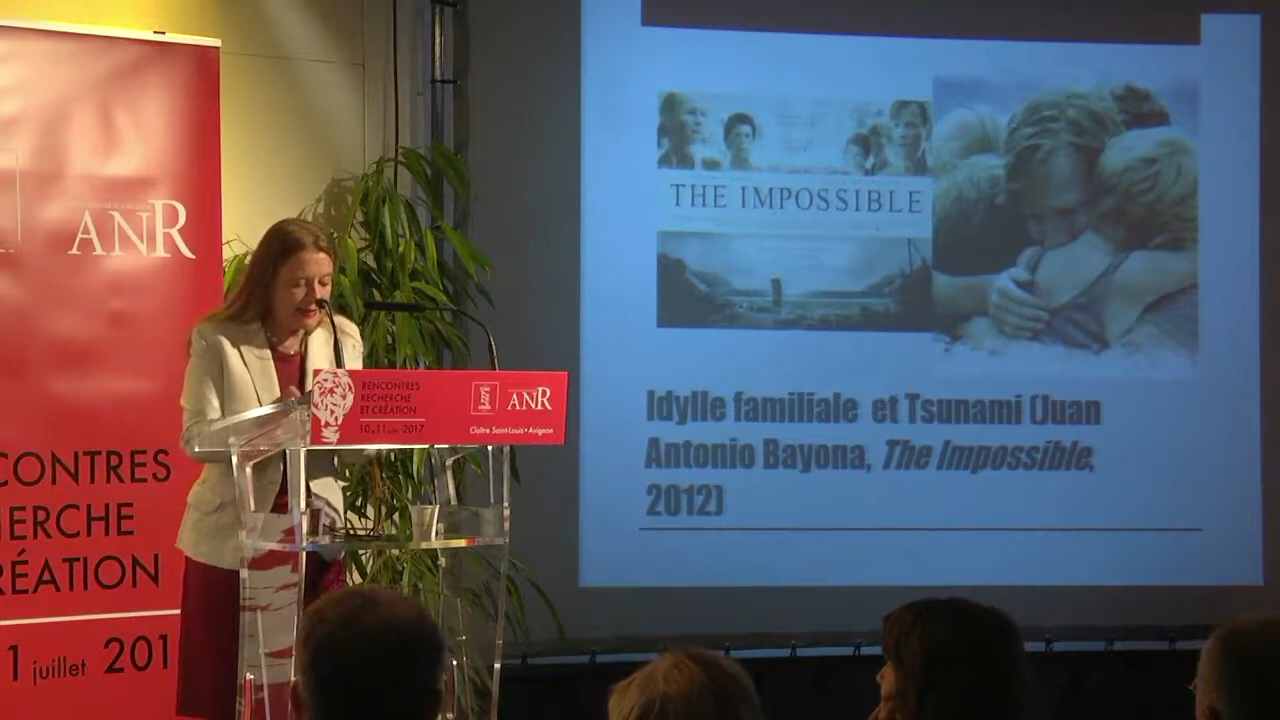 ANR
CONTRES
HERCHE
RÉATION
1 juillet 201
RENCONTRES
RECHERCHE
ET CRÉATION
ANR
10 & 11 juillet 2017
Cloître Saint-Louis • Avignon
THE IMPOSSIBLE
Idylle familiale et Tsunami (Juan
Antonio Bayona, The Impossible,
2012)